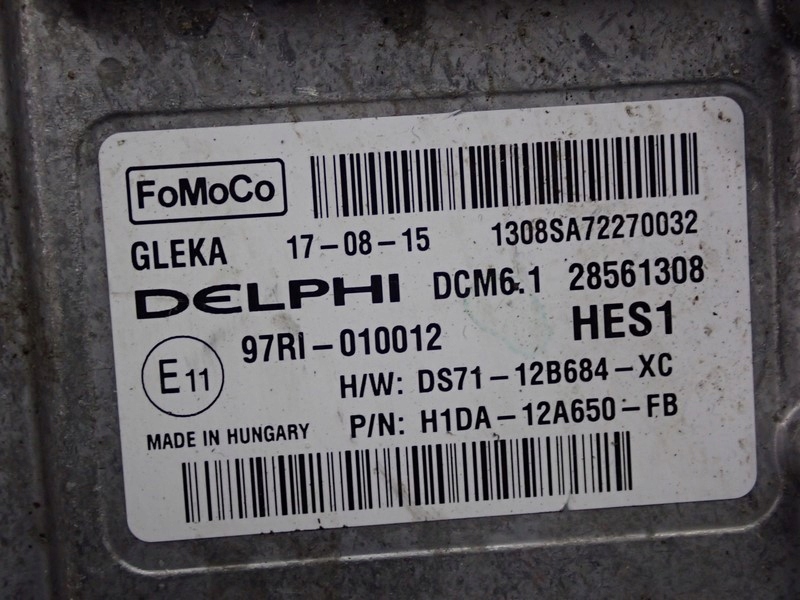 FoMoCo
GLEKA 17-08-15 1308SA72270032
DELPHI DCM6.1 28561308
97RI-010012 HES1
E 11
H/W: DS71-12B684-XC
P/N: H1DA-12A650-FB
MADE IN HUNGARY